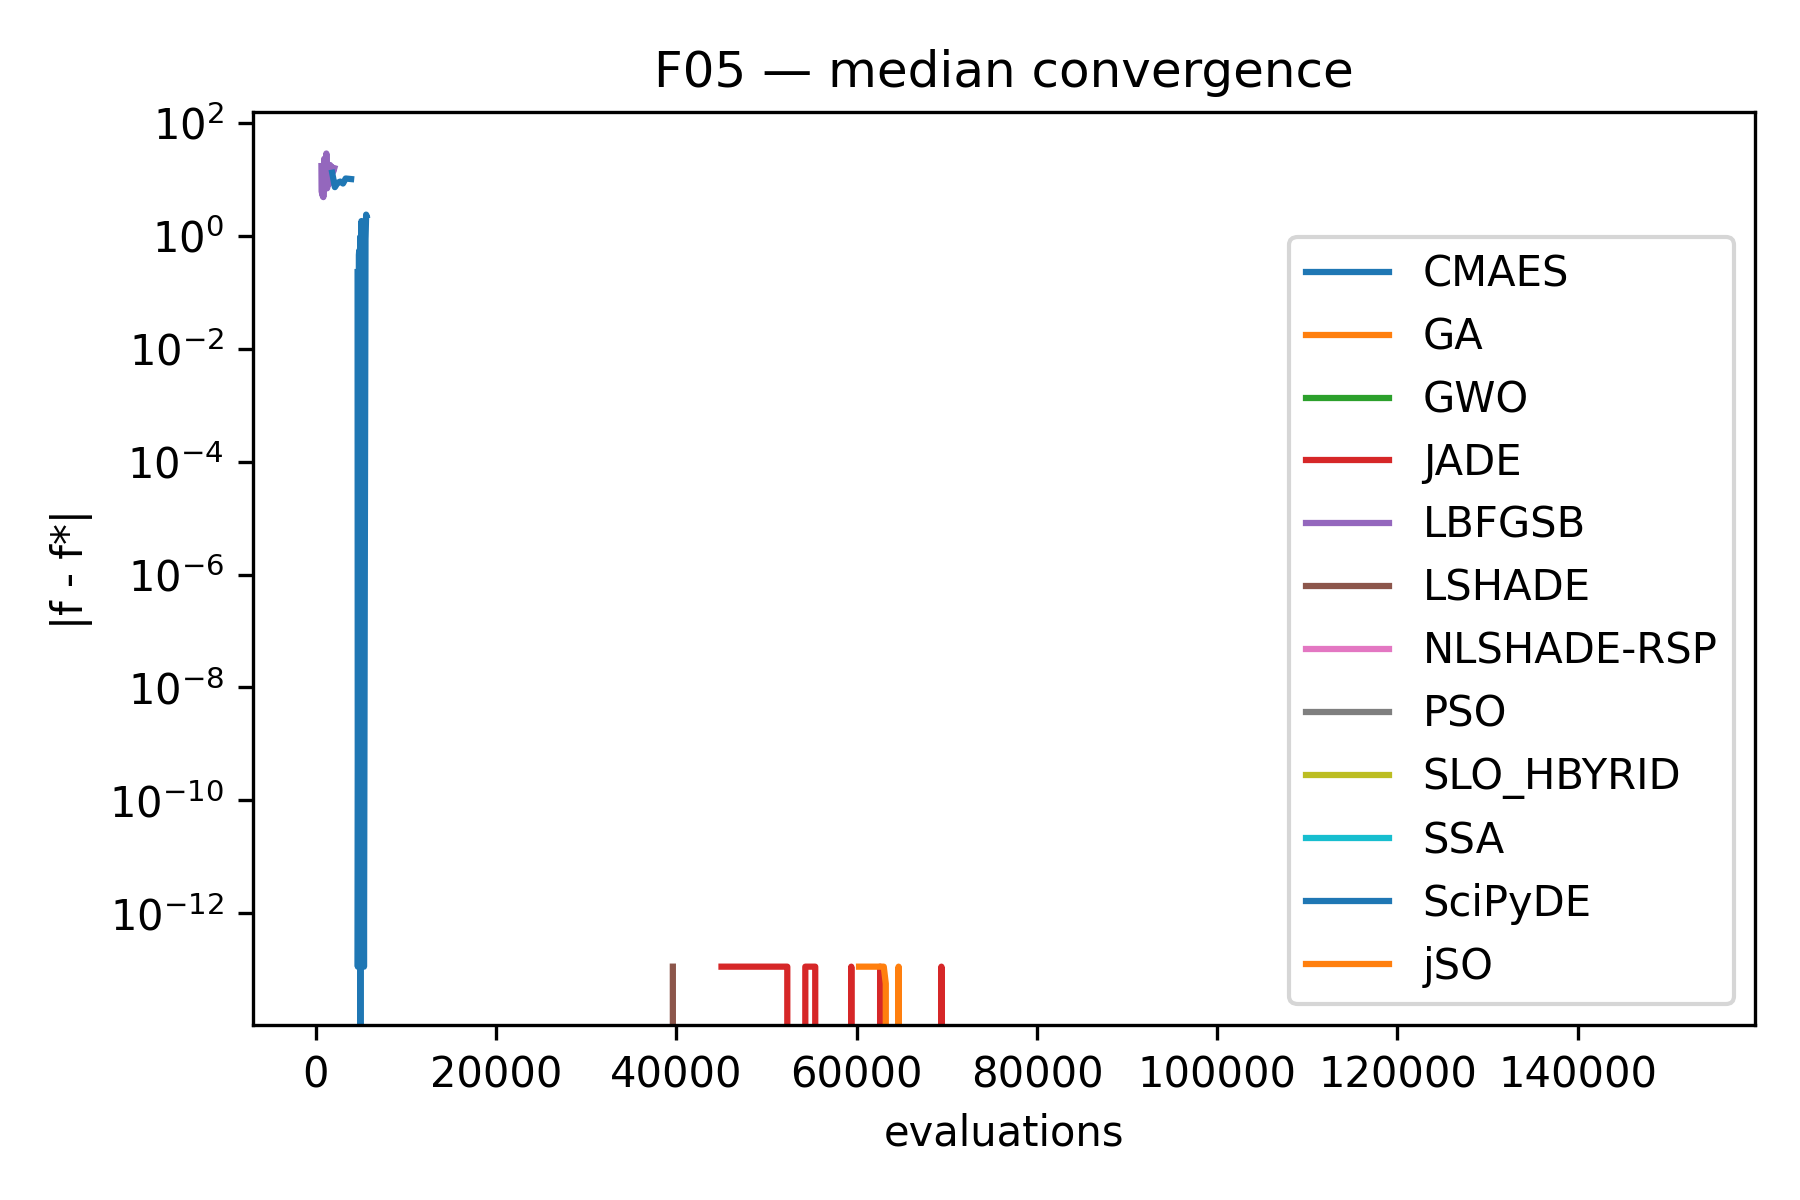 F05 — median convergence
10²
10⁰
10⁻²
10⁻⁴
10⁻⁶
10⁻⁸
10⁻¹⁰
10⁻¹²
|f - f*|
CMAES
GA
GWO
JADE
LBFGSB
LSHADE
NLSHADE-RSP
PSO
SLO_HBYRID
SSA
SciPyDE
jSO
0 20000 40000 60000 80000 100000 120000 140000
evaluations